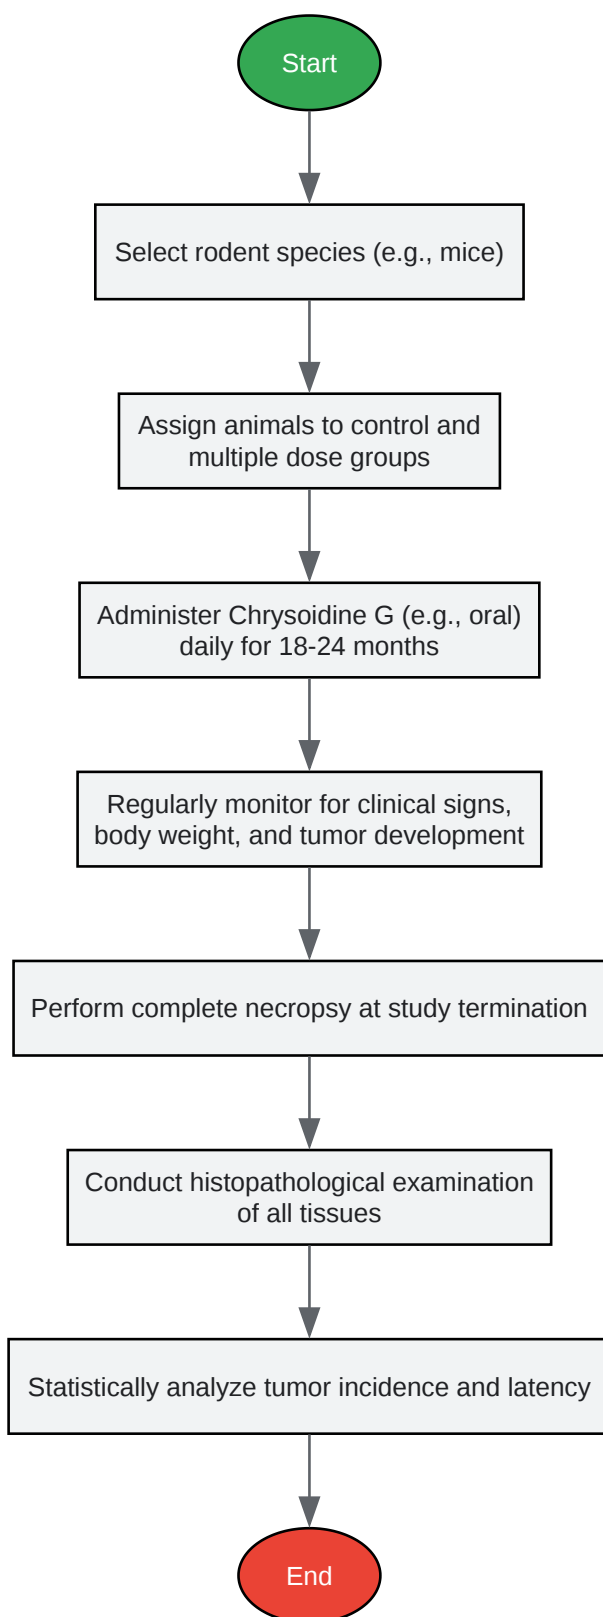 Start
Select rodent species (e.g., mice)
Assign animals to control and
multiple dose groups
Administer Chrysoidine G (e.g., oral)
daily for 18-24 months
Regularly monitor for clinical signs,
body weight, and tumor development
Perform complete necropsy at study termination
Conduct histopathological examination
of all tissues
Statistically analyze tumor incidence and latency
End